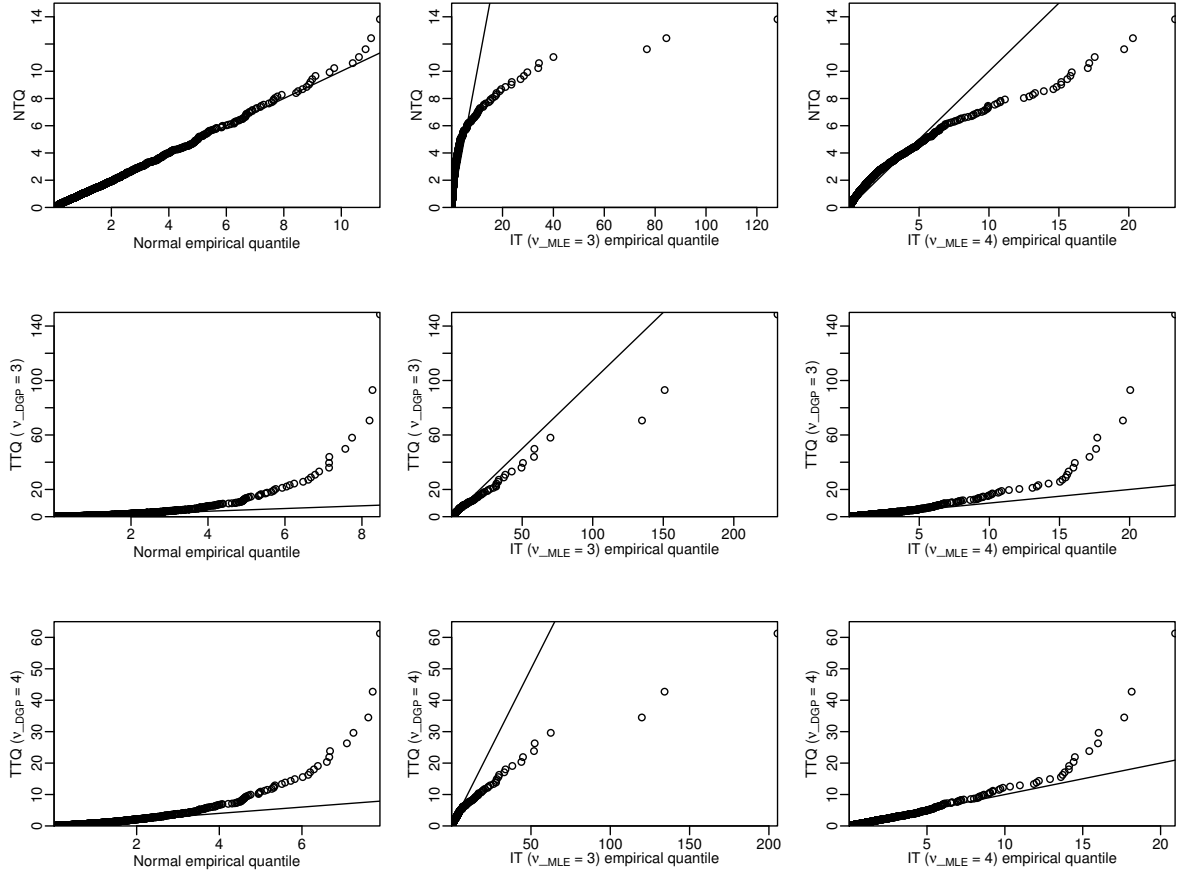 NTQ
0 2 4 6 8 10 14
2 4 6 8 10
Normal empirical quantile
NTQ
0 2 4 6 8 10 14
20 40 60 80 100 120
IT (ν_MLE = 3) empirical quantile
NTQ
0 2 4 6 8 10 14
5 10 15 20
IT (ν_MLE = 4) empirical quantile
TTQ ( ν_DGP = 3)
0 20 60 100 140
2 4 6 8
Normal empirical quantile
TTQ ( ν_DGP = 3)
0 20 60 100 140
50 100 150 200
IT (ν_MLE = 3) empirical quantile
TTQ (ν_DGP = 3)
0 20 60 100 140
5 10 15 20
IT (ν_MLE = 4) empirical quantile
TTQ (ν_DGP = 4)
0 10 20 30 40 50 60
2 4 6
Normal empirical quantile
TTQ (ν_DGP = 4)
0 10 20 30 40 50 60
50 100 150 200
IT (ν_MLE = 3) empirical quantile
TTQ (ν_DGP = 4)
0 10 20 30 40 50 60
5 10 15 20
IT (ν_MLE = 4) empirical quantile